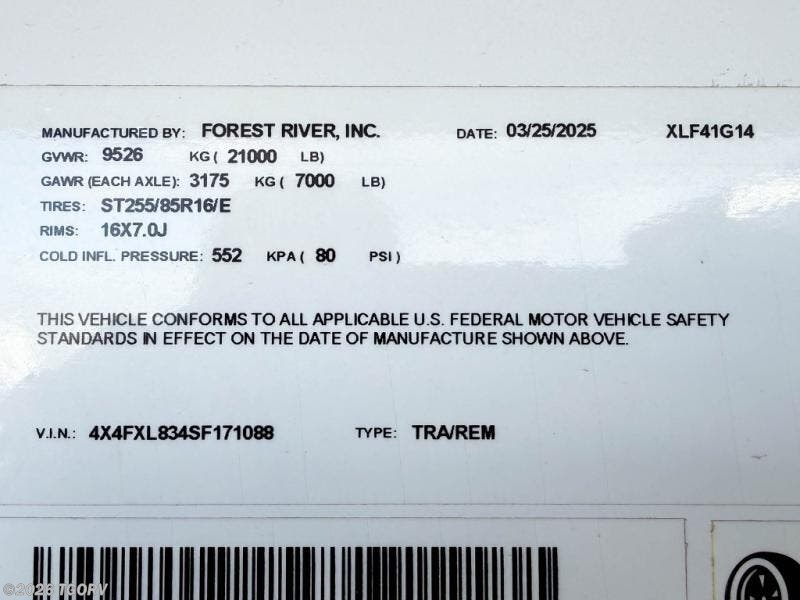 MANUFACTURED BY: FOREST RIVER, INC. DATE: 03/25/2025 XLF41G14
GVWR: 9526 KG ( 21000 LB)
GAWR (EACH AXLE): 3175 KG ( 7000 LB)
TIRES: ST255/85R16/E
RIMS: 16X7.0J
COLD INFL. PRESSURE: 552 KPA ( 80 PSI )
THIS VEHICLE CONFORMS TO ALL APPLICABLE U.S. FEDERAL MOTOR VEHICLE SAFETY
STANDARDS IN EFFECT ON THE DATE OF MANUFACTURE SHOWN ABOVE.
V.I.N.: 4X4FXL834SF171088 TYPE: TRA/REM
TGORV